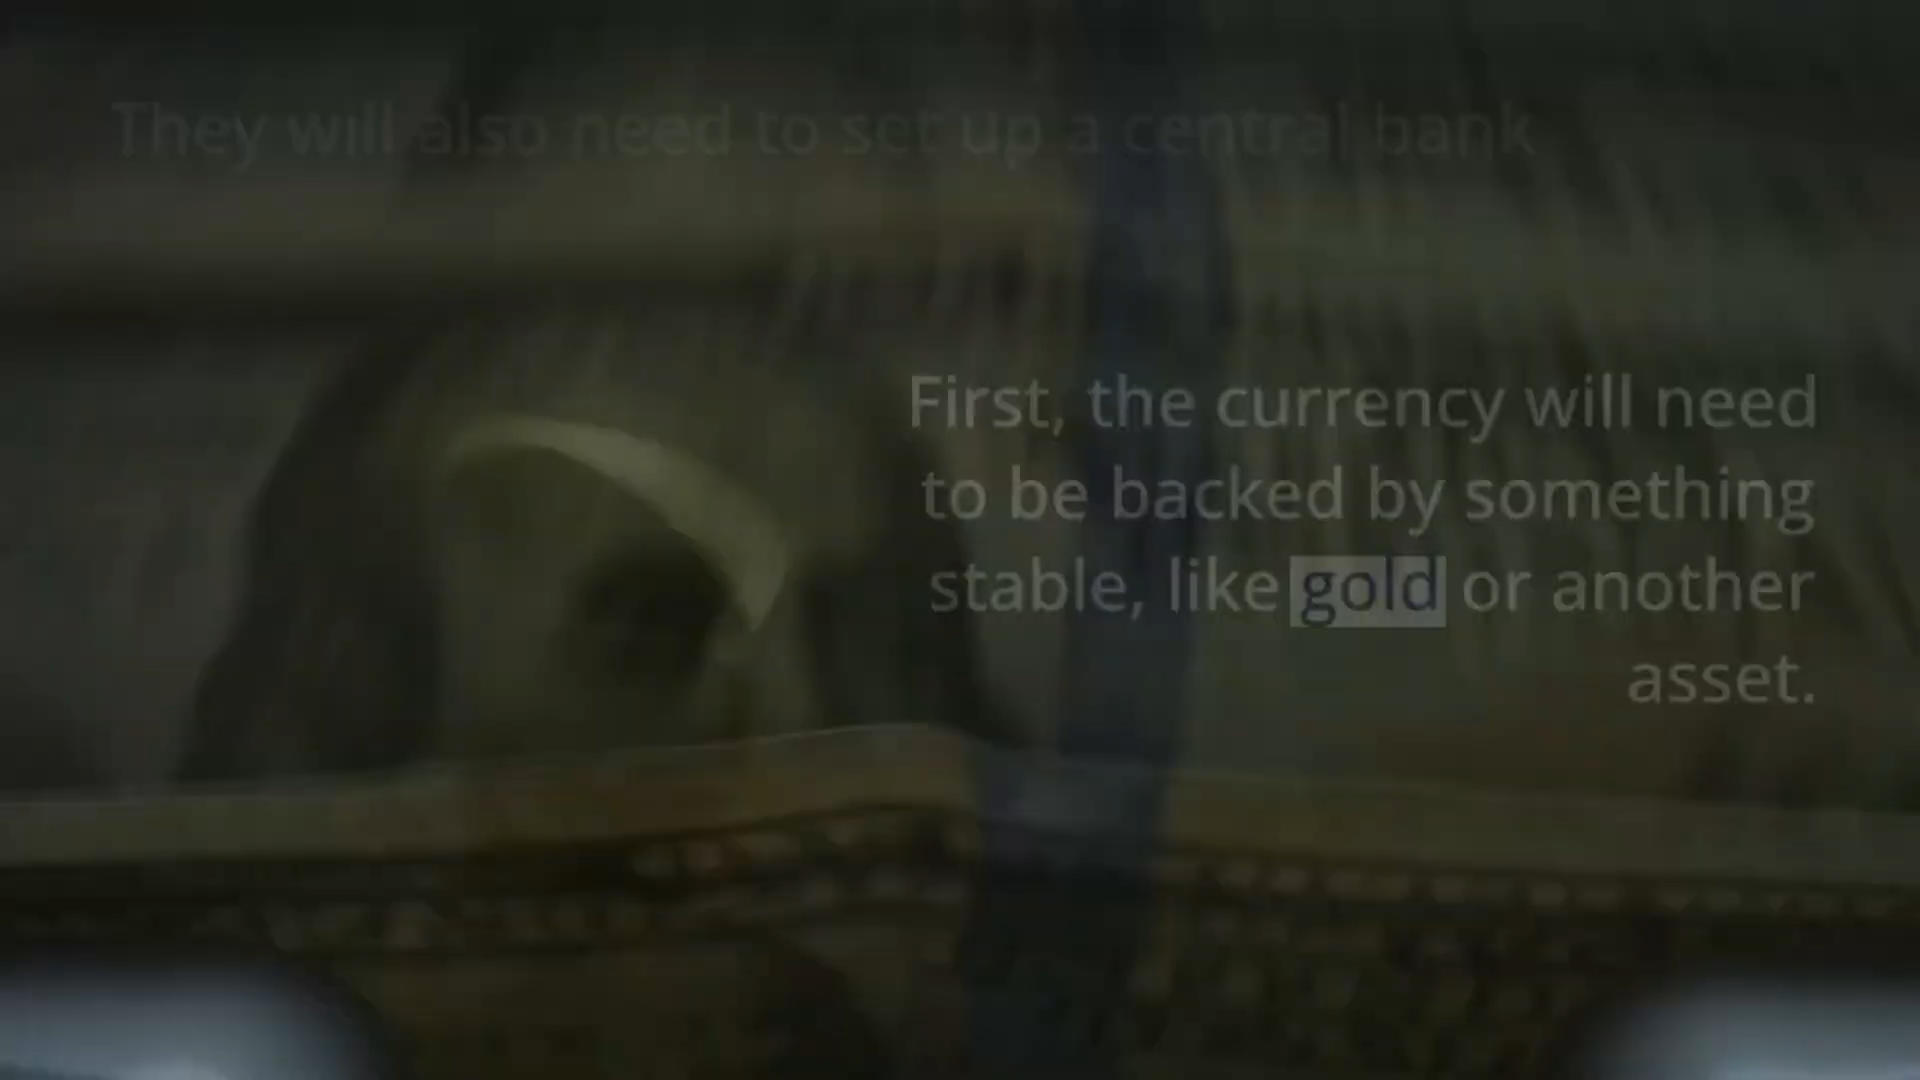 They will also need to set up a central bank
First, the currency will need
to be backed by something
stable, like gold or another
asset.